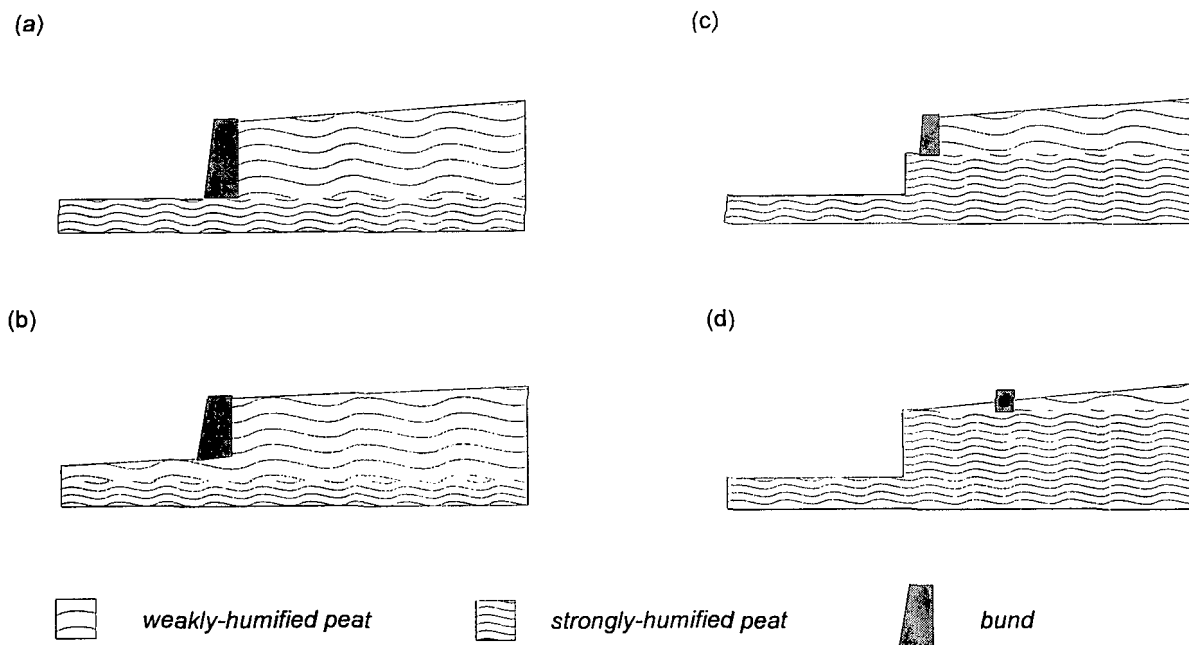 (a)
(c)
(b)
(d)
weakly-humified peat
strongly-humified peat
bund